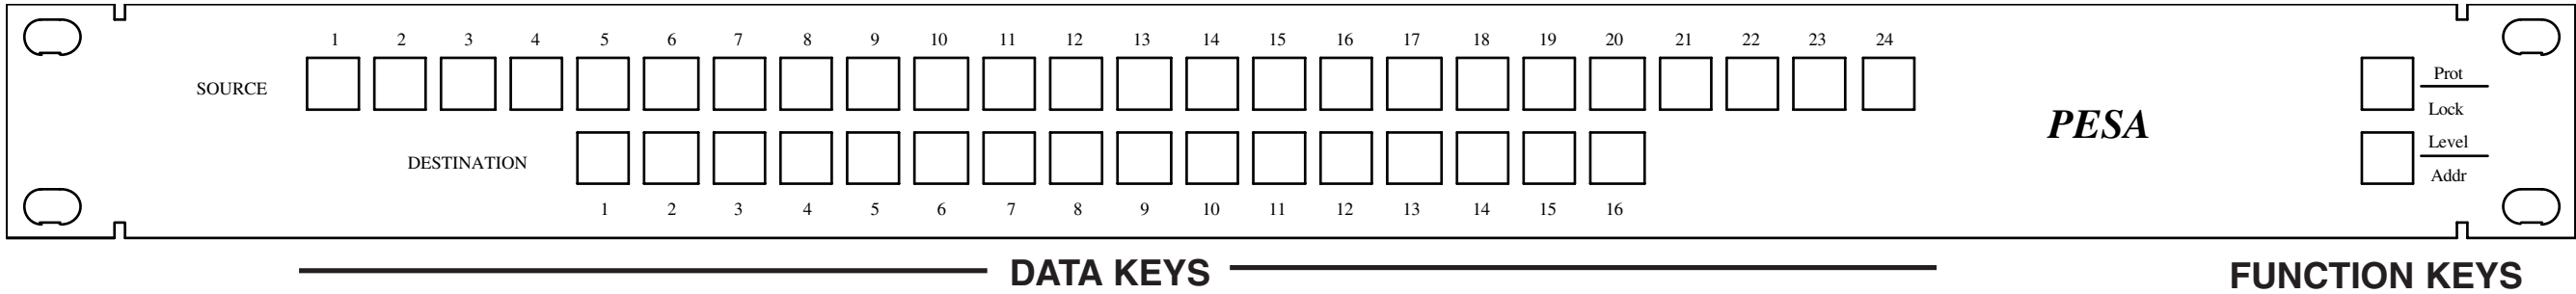 1 2 3 4 5 6 7 8 9 10 11 12 13 14 15 16 17 18 19 20 21 22 23 24
SOURCE
Prot
Lock
PESA
DESTINATION
Level
Addr
1 2 3 4 5 6 7 8 9 10 11 12 13 14 15 16
DATA KEYS
FUNCTION KEYS